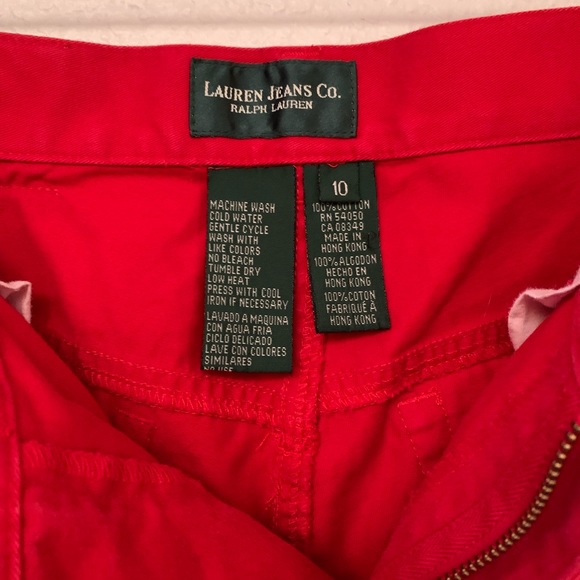 LAUREN JEANS CO.
RALPH LAUREN
MACHINE WASH
COLD WATER
GENTLE CYCLE
WASH WITH
LIKE COLORS
NO BLEACH
TUMBLE DRY
LOW HEAT
PRESS WITH COOL
IRON IF NECESSARY
LAVADO A MAQUINA
CON AGUA FRIA
CICLO DELICADO
LAVE CON COLORES
SIMILARES
NO USE
10
100% COTTON
RN 54050
CA 08349
MADE IN
HONG KONG
100% ALGODON
HECHO EN
HONG KONG
100% COTON
FABRIQUÉ À
HONG KONG